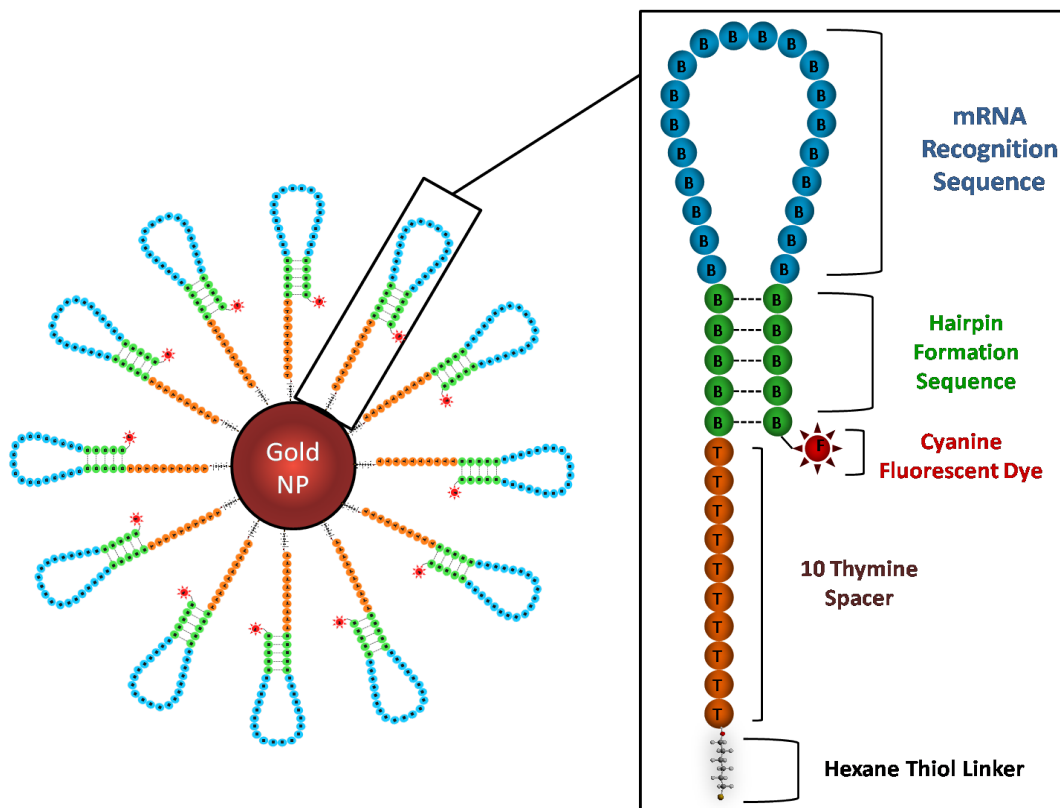 Gold
NP
B B B B
B B
B B
B B
B B
B B
B B
B B
B B
B B
B B
B B
B B
B B
F
T
T
T
T
T
T
T
T
T
T
mRNA
Recognition
Sequence
Hairpin
Formation
Sequence
Cyanine
Fluorescent Dye
10 Thymine
Spacer
Hexane Thiol Linker